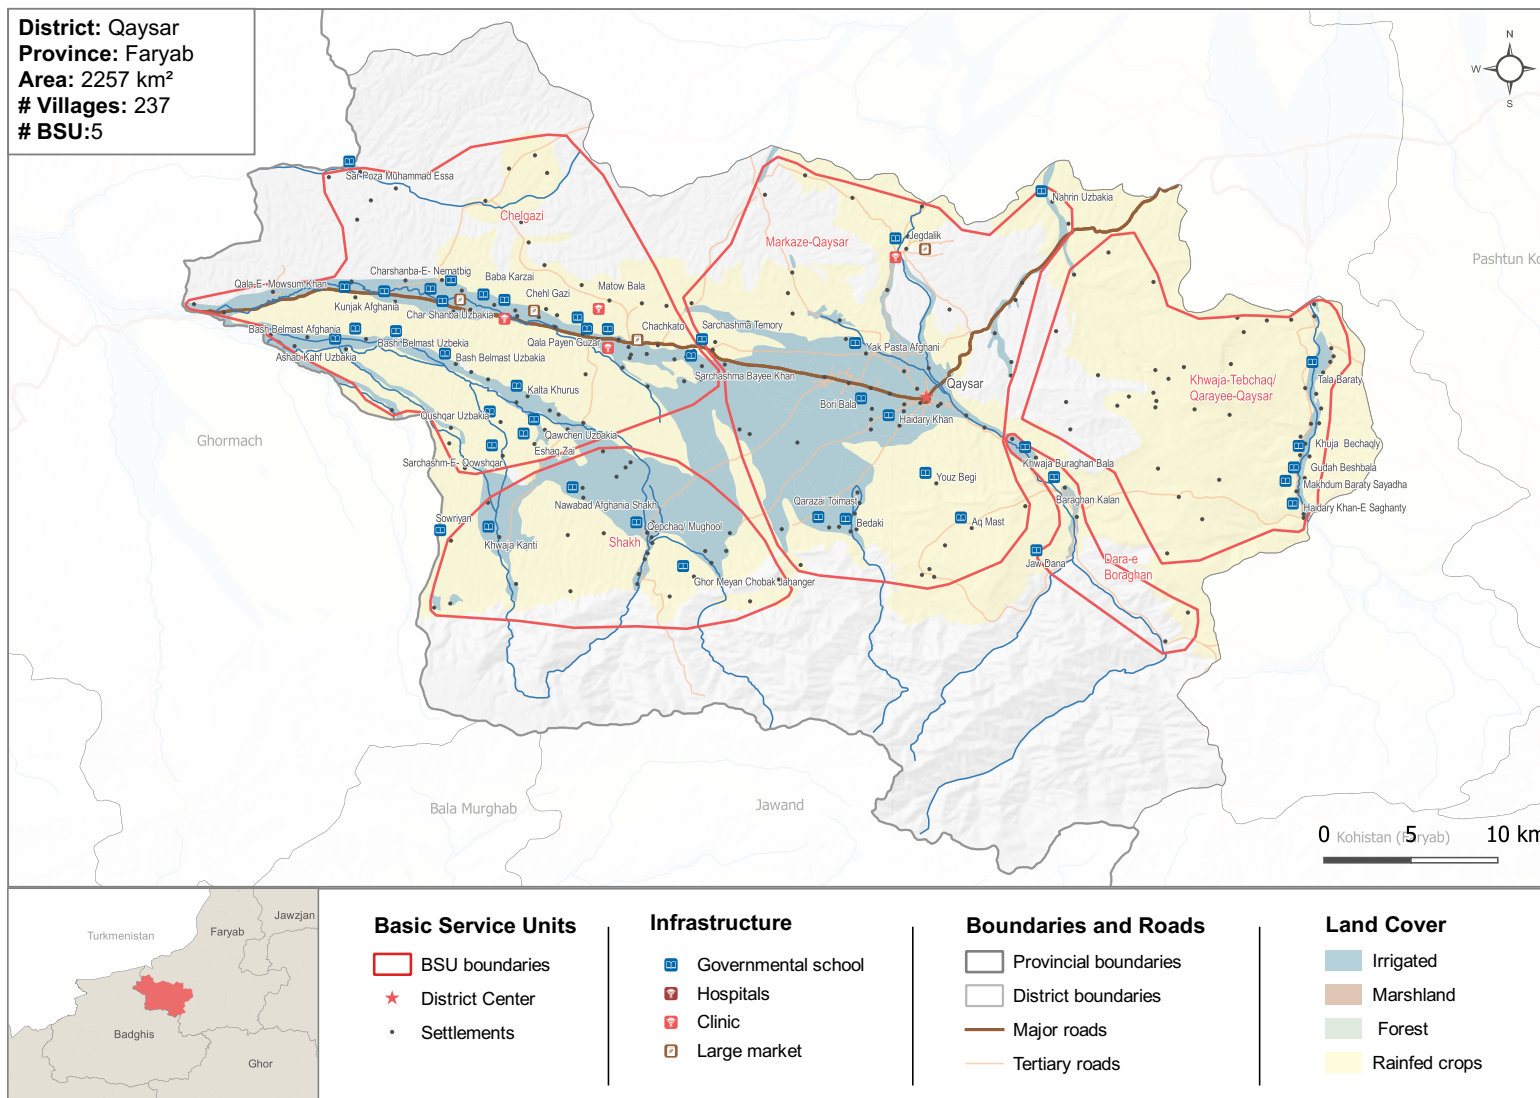 District: Qaysar
Province: Faryab
Area: 2257 km²
# Villages: 237
# BSU:5
N
W
S
Sar Poza Muhammad Essa
Chelgazi
Nahrin Uzbakia
Jegdalik
Markaze-Qaysar
Pashtun Ko
Charshanba-E- Nematbig
Baba Karzai
Qala-E- Mowsum Khan
Chehl Gazi
Matow Bala
Kunjak Afghania
Char Shanba Uzbakia
Bash Belmast Afghania
Chachkato
Sarchashma Temory
Bash Belmast Uzbekia
Qala Payen Guzar
Yak Pasta Afghani
Ashab Kahf Uzbakia
Bash Belmast Uzbakia
Sarchashma Bayee Khan
Tala Baraty
Khwaja-Tebchaq/
Qarayee-Qaysar
Kalta Khurus
Qaysar
Bori Bala
Qushqar Uzbakia
Haidary Khan
Ghormach
Qawchen Uzbakia
Khuja Bechaqly
Eshaq Zai
Sarchashm-E- Qowshqar
Khwaja Buraghan Bala
Gudah Beshbala
Youz Begi
Makhdum Baraty Sayadha
Nawabad Afghania Shakh
Qarazai Tolmast
Baraghan Kalan
Haidary Khan-E Saghanty
Sowriyan
Qepchaq/ Mughool
Bedaki
Aq Mast
Khwaja Kanti
Shakh
Jaw Dana
Dara-e
Boraghan
Ghor Meyan Chobak Jahanger
Bala Murghab
Jawand
0 5 10 km
Kohistan (Faryab)
Turkmenistan
Jawzjan
Faryab
Badghis
Ghor
Basic Service Units
BSU boundaries
District Center
Settlements
Infrastructure
Governmental school
Hospitals
Clinic
Large market
Boundaries and Roads
Provincial boundaries
District boundaries
Major roads
Tertiary roads
Land Cover
Irrigated
Marshland
Forest
Rainfed crops